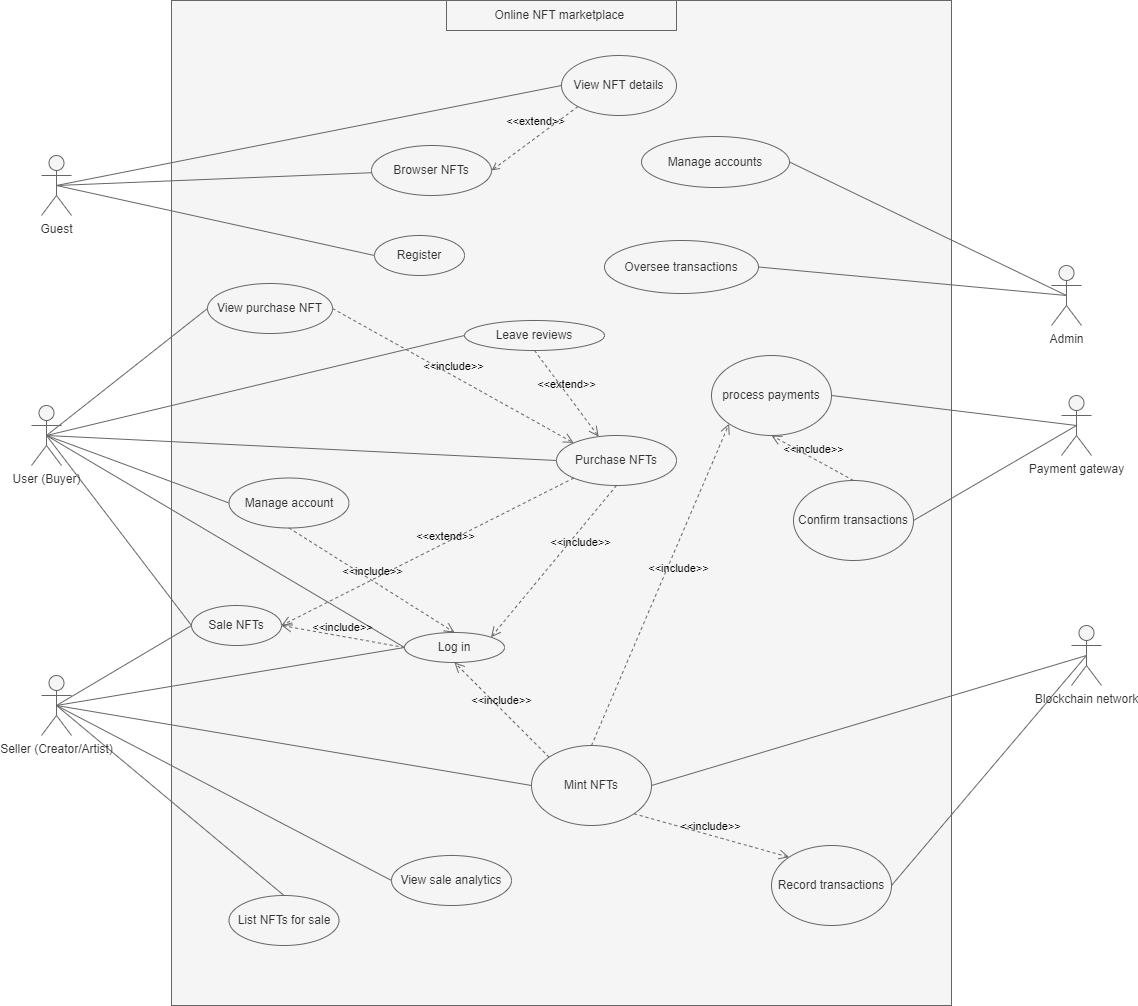 Online NFT marketplace
View NFT details
<<extend>>
Manage accounts
Browser NFTs
Guest
Register
Oversee transactions
View purchase NFT
Leave reviews
Admin
<<include>>
<<extend>>
process payments
<<include>>
Purchase NFTs
Payment gateway
User (Buyer)
Manage account
Confirm transactions
<<extend>>
<<include>>
<<include>>
<<include>>
Sale NFTs
<<include>>
Log in
<<include>>
Blockchain network
Seller (Creator/Artist)
Mint NFTs
<<include>>
View sale analytics
Record transactions
List NFTs for sale